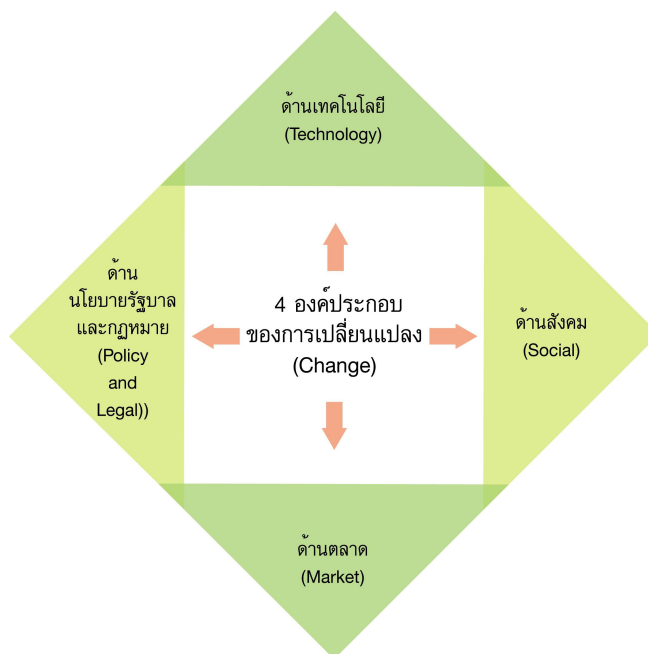 ด้านเทคโนโลยี
(Technology)
ด้าน
นโยบายรัฐบาล
และกฎหมาย
(Policy
and
Legal))
4 องค์ประกอบ
ของการเปลี่ยนแปลง
(Change)
ด้านสังคม
(Social)
ด้านตลาด
(Market)